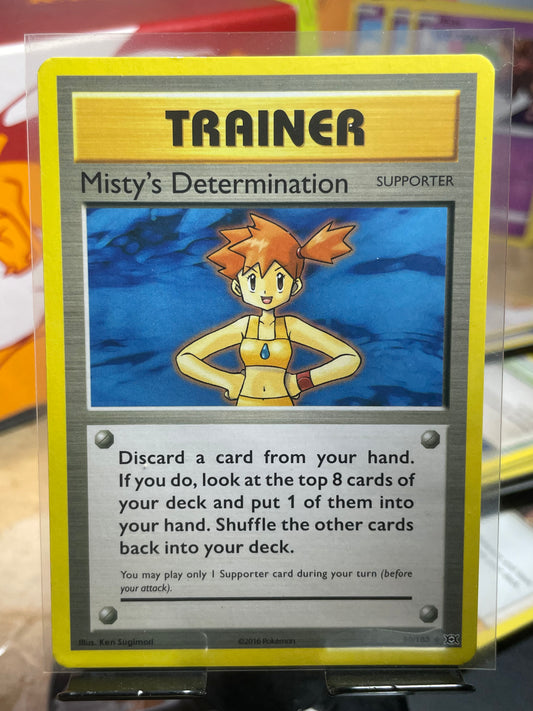 TRAINER
Misty's Determination SUPPORTER
Discard a card from your hand.
If you do, look at the top 8 cards of
your deck and put 1 of them into
your hand. Shuffle the other cards
back into your deck.
You may play only 1 Supporter card during your turn (before
your attack).
Illus. Ken Sugimori ©2016 Pokémon